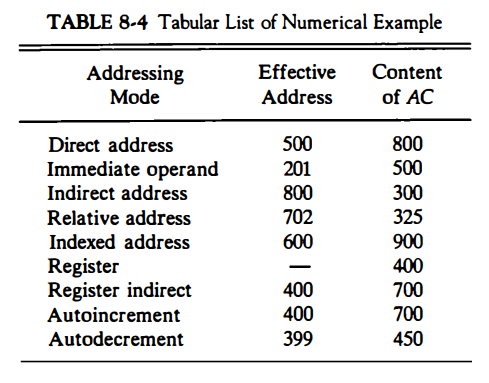 TABLE 8-4 Tabular List of Numerical Example
Addressing Mode Effective Address Content of AC
Direct address 500 800
Immediate operand 201 500
Indirect address 800 300
Relative address 702 325
Indexed address 600 900
Register — 400
Register indirect 400 700
Autoincrement 400 700
Autodecrement 399 450